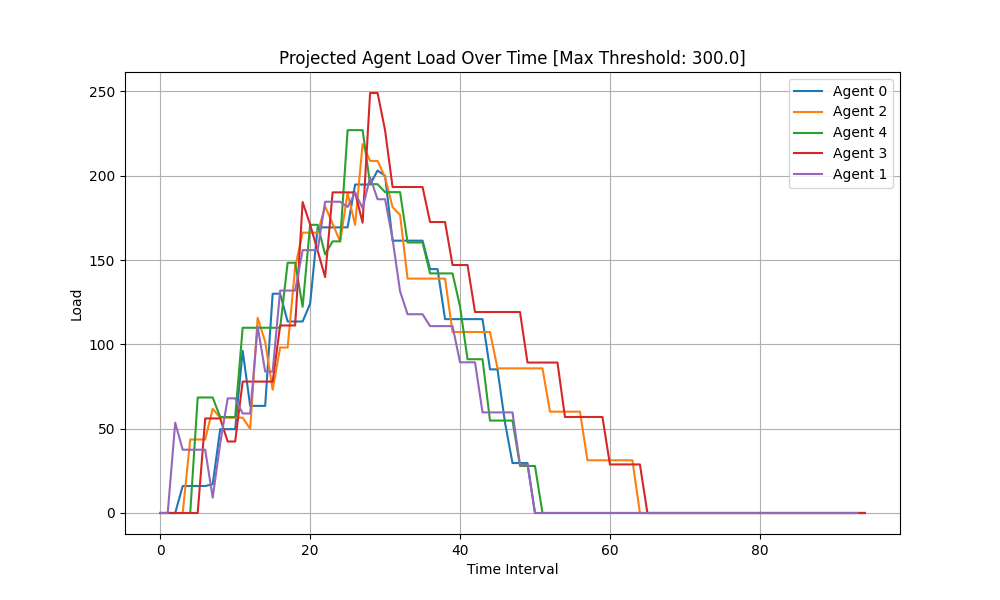 Projected Agent Load Over Time [Max Threshold: 300.0]
250
200
150
100
50
0
Load
Agent 0
Agent 2
Agent 4
Agent 3
Agent 1
0 20 40 60 80
Time Interval